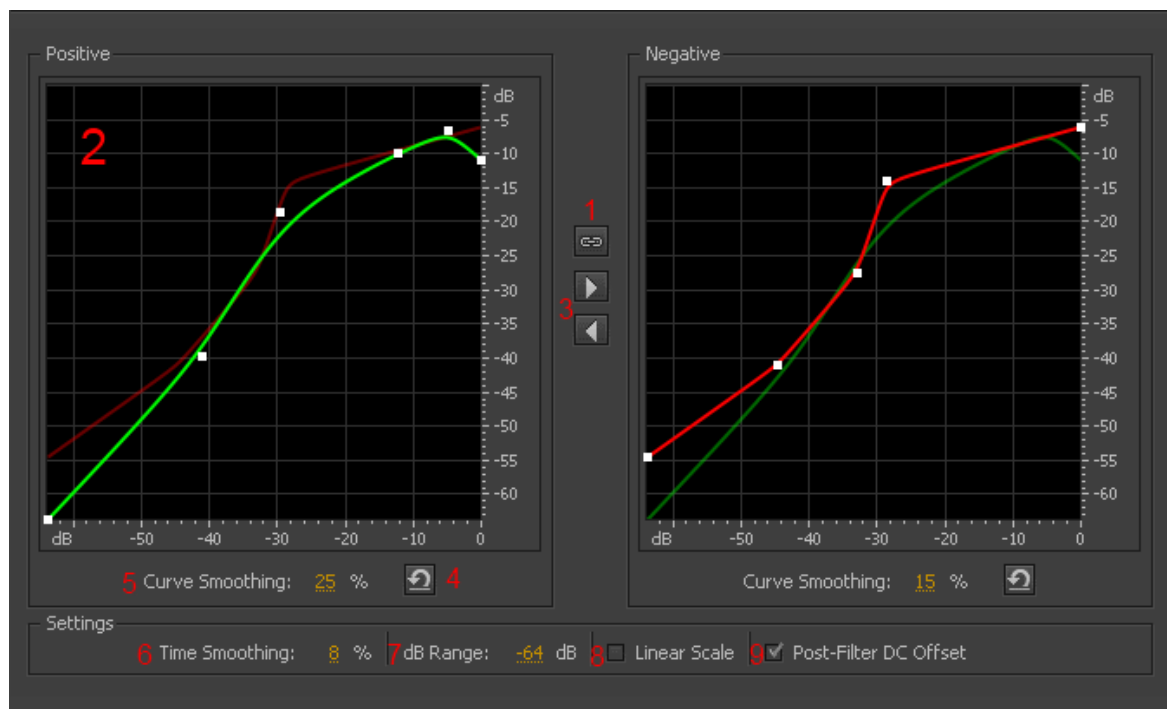 Positive
Negative
2
dB
-5
-10
-15
-20
-25
-30
-35
-40
-45
-50
-55
-60
dB -50 -40 -30 -20 -10 0
1
3
dB
-5
-10
-15
-20
-25
-30
-35
-40
-45
-50
-55
-60
dB -50 -40 -30 -20 -10 0
5 Curve Smoothing: 25 % 4
Curve Smoothing: 15 %
Settings
6 Time Smoothing: 8 % 7 dB Range: -64 dB 8 Linear Scale 9 Post-Filter DC Offset